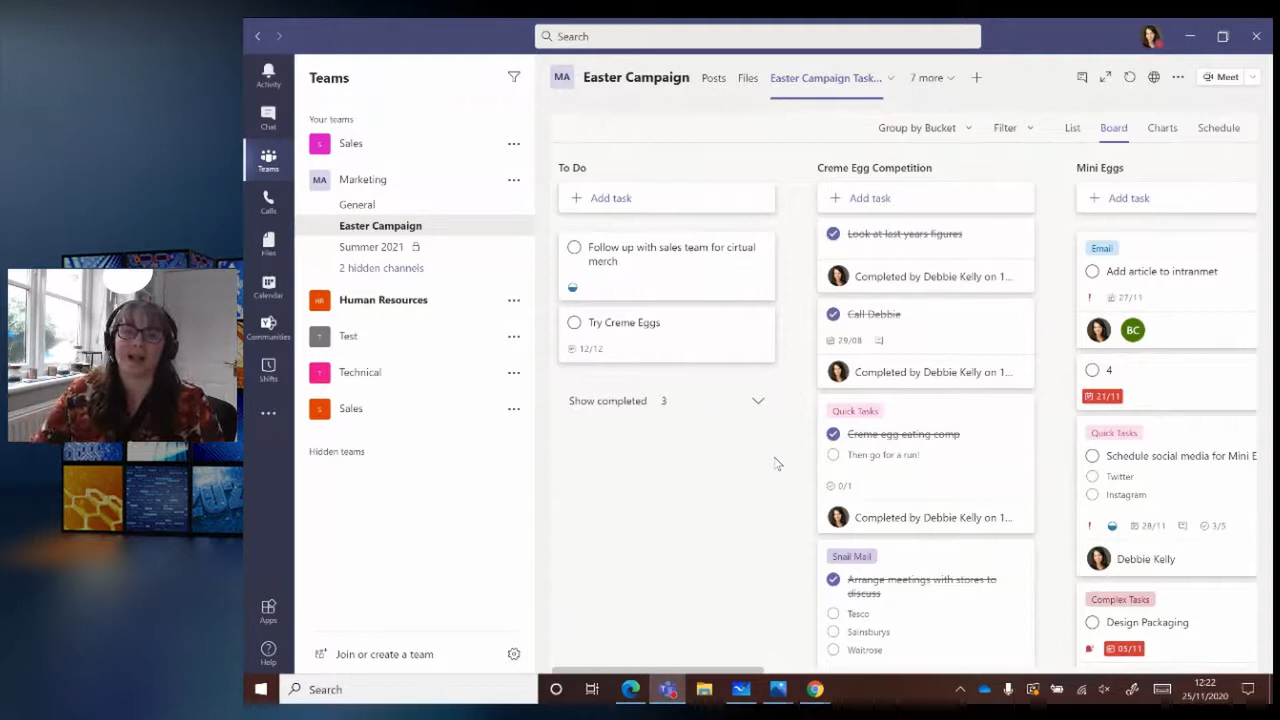 Search
Activity
Chat
Teams
Calls
Files
Calendar
Communities
Shifts
Apps
Help
Teams
Your teams
S Sales
MA Marketing
General
Easter Campaign
Summer 2021
2 hidden channels
HR Human Resources
T Test
T Technical
S Sales
Hidden teams
Join or create a team
MA Easter Campaign Posts Files Easter Campaign Task... 7 more
Meet
Group by Bucket Filter List Board Charts Schedule
To Do
Add task
Follow up with sales team for cirtual
merch
Try Creme Eggs
12/12
Show completed 3
Creme Egg Competition
Add task
Look at last years figures
Completed by Debbie Kelly on 1...
Call Debbie
29/08
Completed by Debbie Kelly on 1...
Quick Tasks
Creme egg eating comp
Then go for a run!
0/1
Completed by Debbie Kelly on 1...
Snail Mail
Arrange meetings with stores to
discuss
Tesco
Sainsburys
Waitrose
Mini Eggs
Add task
Email
Add article to intranmet
! 27/11
BC
4
21/11
Quick Tasks
Schedule social media for Mini E
Twitter
Instagram
! 28/11 3/5
Debbie Kelly
Complex Tasks
Design Packaging
05/11
Search
12:22
25/11/2020